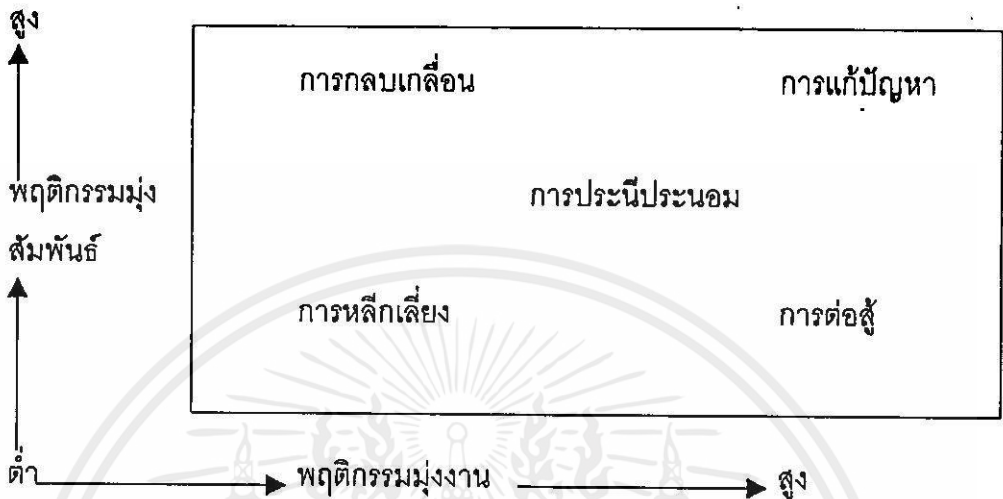 สูง
การกลบเกลื่อน การแก้ปัญหา
พฤติกรรมมุ่ง
การประนีประนอม
สัมพันธ์
การหลีกเลี่ยง การต่อสู้
ต่ำ พฤติกรรมมุ่งงาน สูง